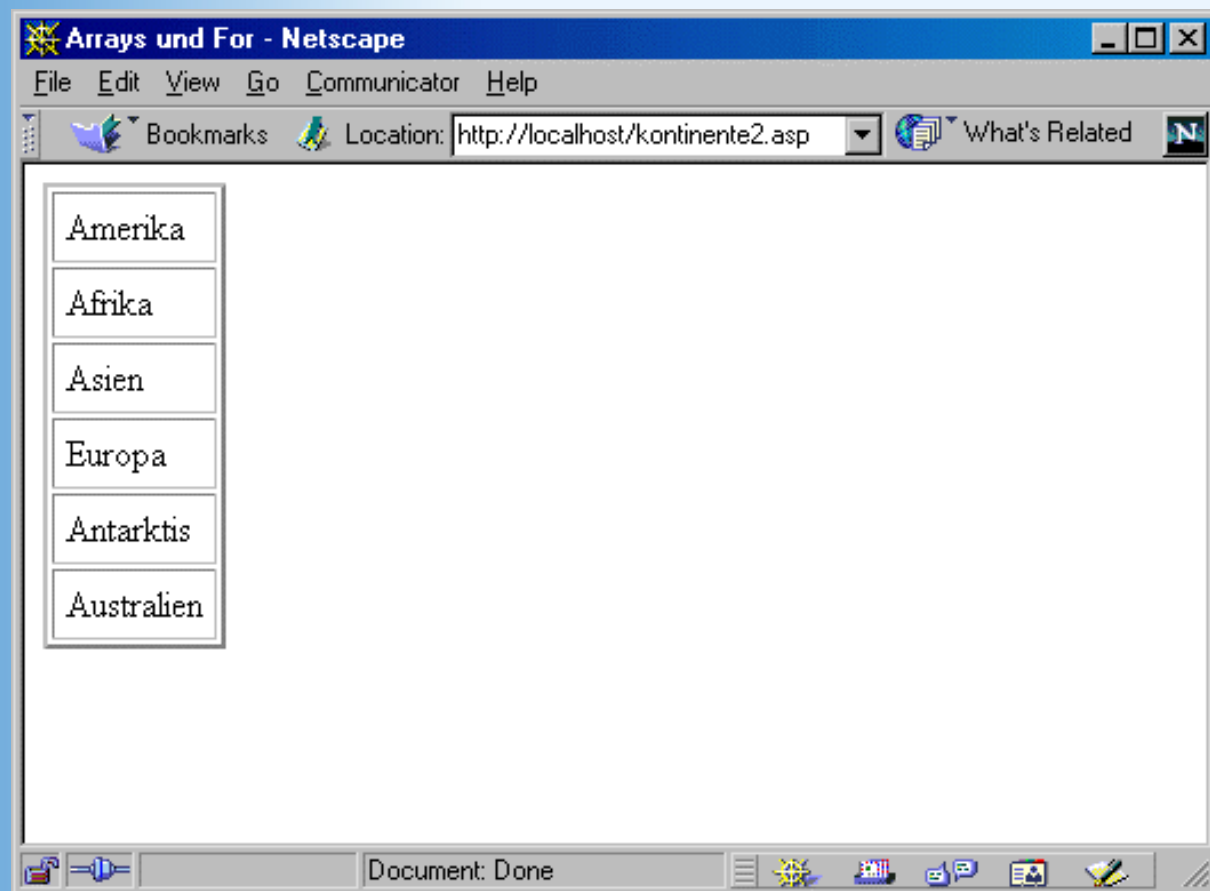 Arrays und For - Netscape
File Edit View Go Communicator Help
Bookmarks Location: http://localhost/kontinente2.asp What's Related N
Amerika
Afrika
Asien
Europa
Antarktis
Australien
Document: Done